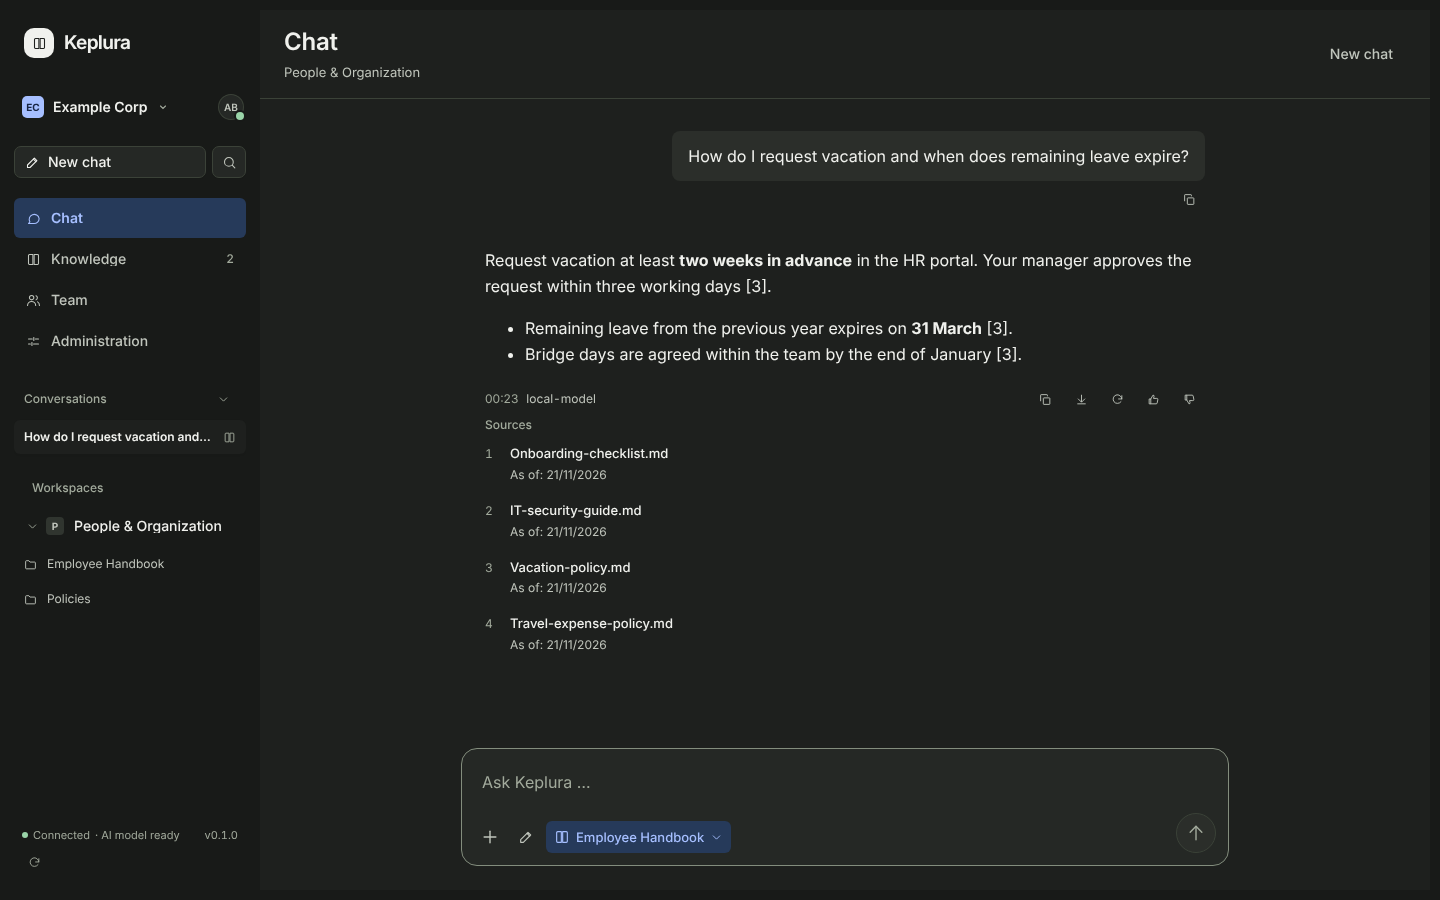 Keplura
EC Example Corp
AB
New chat
Chat
Knowledge 2
Team
Administration
Conversations
How do I request vacation and...
Workspaces
P People & Organization
Employee Handbook
Policies
Connected · AI model ready v0.1.0
Chat
People & Organization
New chat
How do I request vacation and when does remaining leave expire?
Request vacation at least two weeks in advance in the HR portal. Your manager approves the
request within three working days [3].
• Remaining leave from the previous year expires on 31 March [3].
• Bridge days are agreed within the team by the end of January [3].
00:23 local-model
Sources
1 Onboarding-checklist.md
As of: 21/11/2026
2 IT-security-guide.md
As of: 21/11/2026
3 Vacation-policy.md
As of: 21/11/2026
4 Travel-expense-policy.md
As of: 21/11/2026
Ask Keplura ...
Employee Handbook